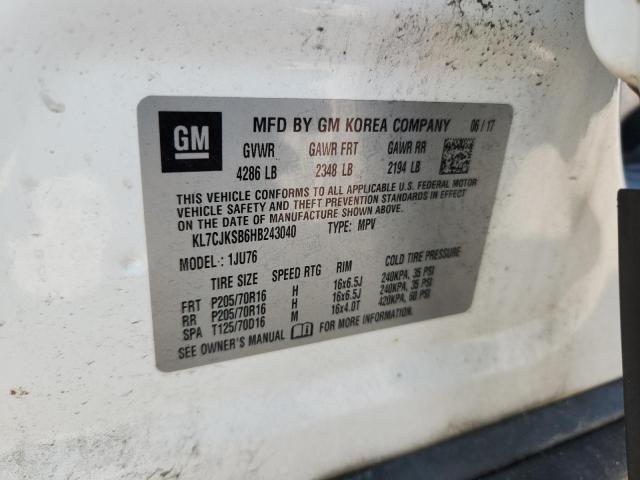 GM
MFD BY GM KOREA COMPANY 06 / 17
GVWR GAWR FRT GAWR RR
4286 LB 2348 LB 2194 LB
THIS VEHICLE CONFORMS TO ALL APPLICABLE U.S. FEDERAL MOTOR
VEHICLE SAFETY AND THEFT PREVENTION STANDARDS IN EFFECT
ON THE DATE OF MANUFACTURE SHOWN ABOVE.
KL7CJKSB6HB243040 TYPE: MPV
MODEL: 1JU76
TIRE SIZE SPEED RTG RIM COLD TIRE PRESSURE
FRT P205/70R16 H 16x6.5J 240KPA, 35 PSI
RR P205/70R16 H 16x6.5J 240KPA, 35 PSI
SPA T125/70D16 M 16x4.0T 420KPA, 60 PSI
SEE OWNER'S MANUAL FOR MORE INFORMATION.